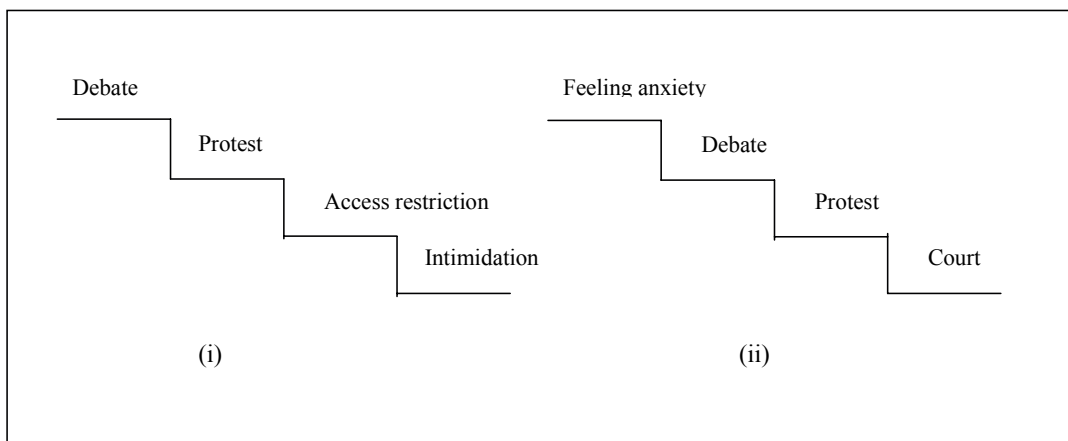 Debate
Protest
Access restriction
Intimidation
(i)
Feeling anxiety
Debate
Protest
Court
(ii)